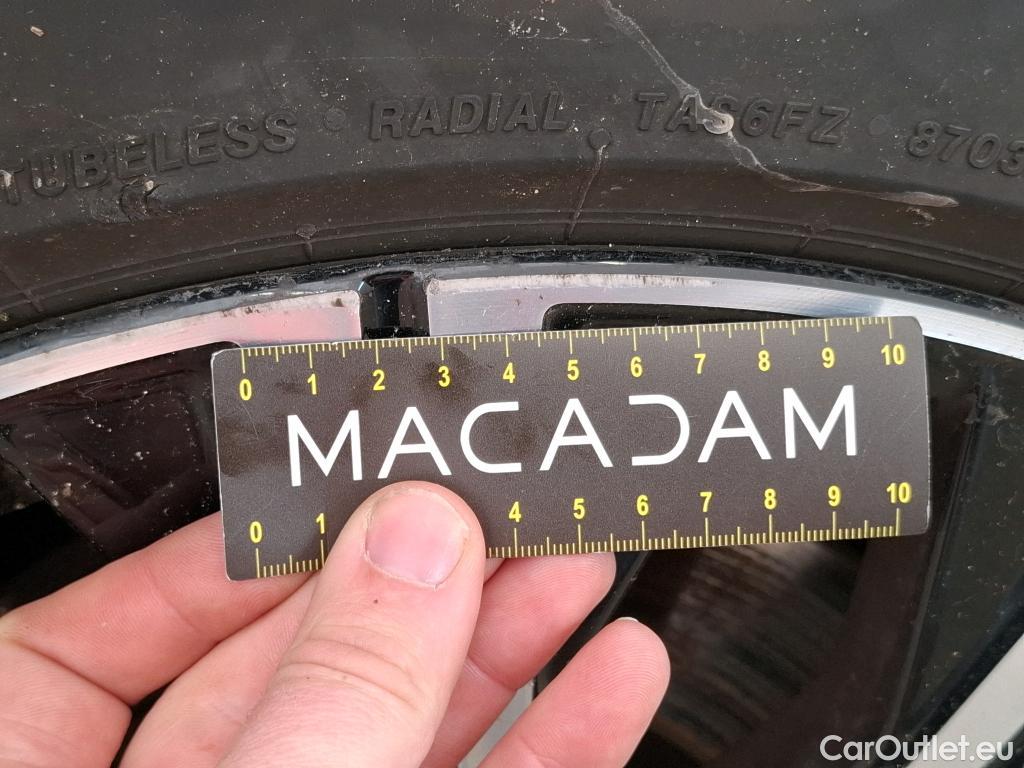 TUBELESS • RADIAL • TAS6FZ • 8703
0 1 2 3 4 5 6 7 8 9 10
MACADAM
0 1 4 5 6 7 8 9 10
CarOutlet.eu